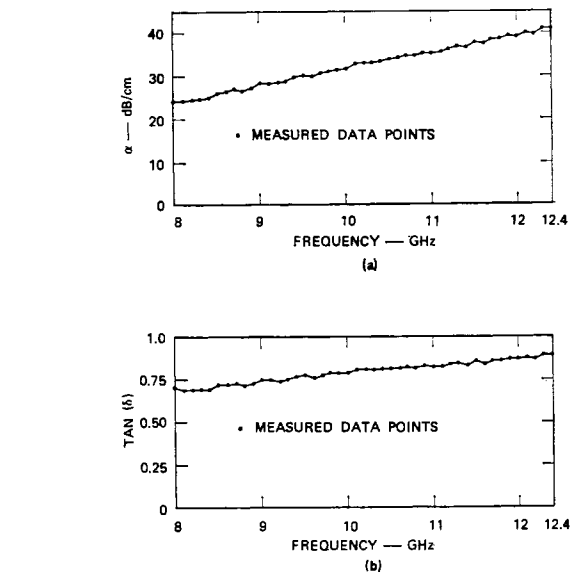 40
30
α — dB/cm
20
• MEASURED DATA POINTS
10
0
8 9 10 11 12 12.4
FREQUENCY — GHz
(a)
1.0
0.75
TAN (δ)
0.50
• MEASURED DATA POINTS
0.25
0
8 9 10 11 12 12.4
FREQUENCY — GHz
(b)